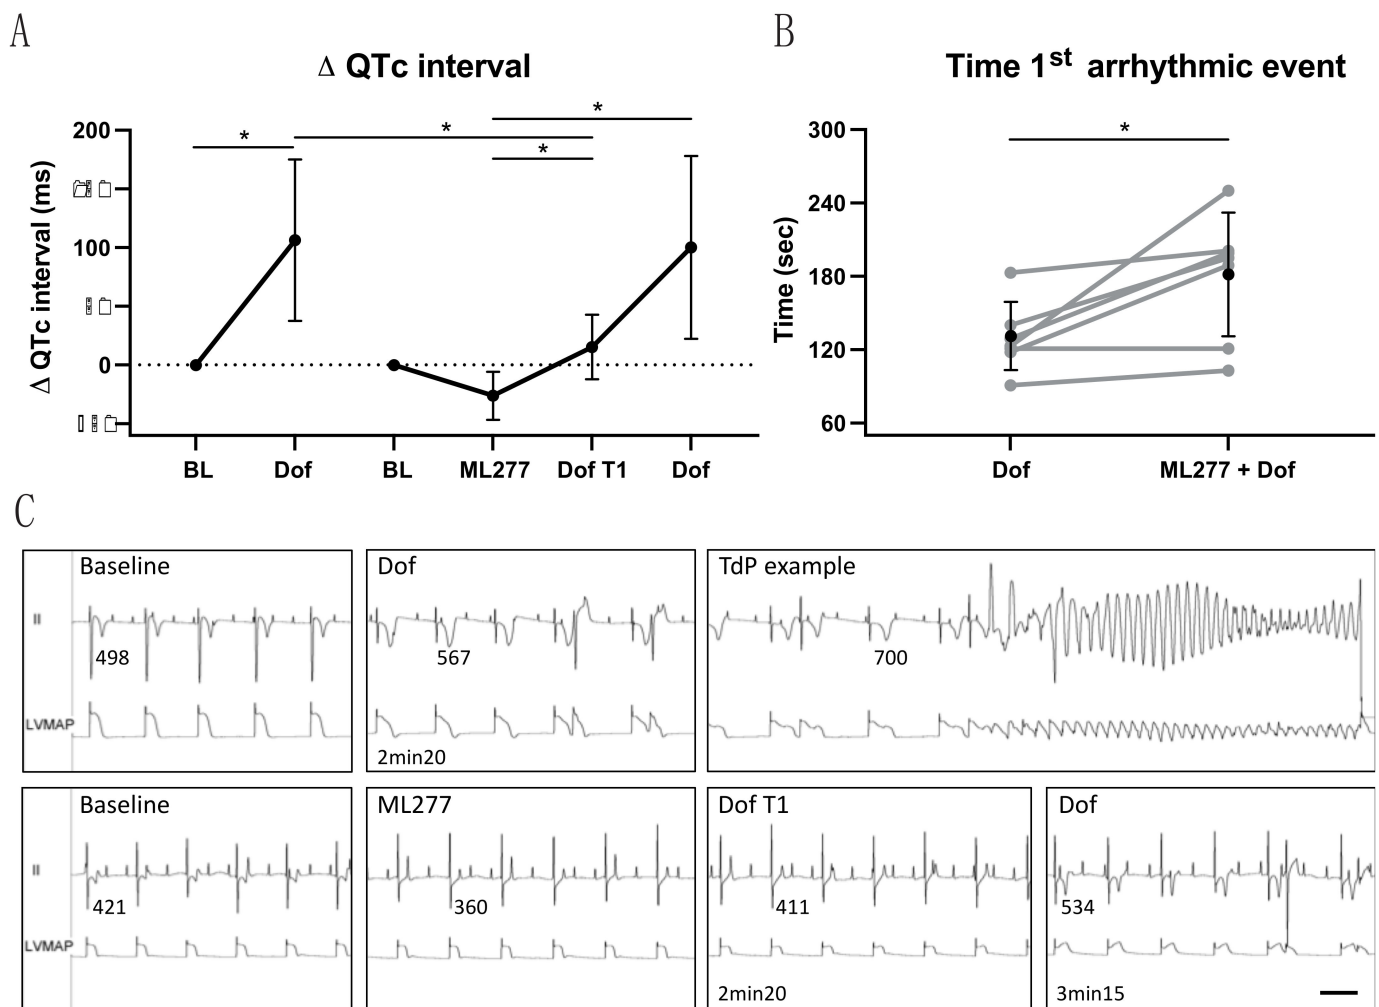 A
B
Δ QTc interval
Time 1st arrhythmic event
Δ QTc interval (ms)
200
100
0
*
*
*
*
BL
Dof
BL
ML277
Dof T1
Dof
Time (sec)
300
240
180
120
60
*
Dof
ML277 + Dof
C
Baseline
II
498
LVMAP
Dof
567
2min20
TdP example
700
Baseline
II
421
LVMAP
ML277
360
Dof T1
411
2min20
Dof
534
3min15